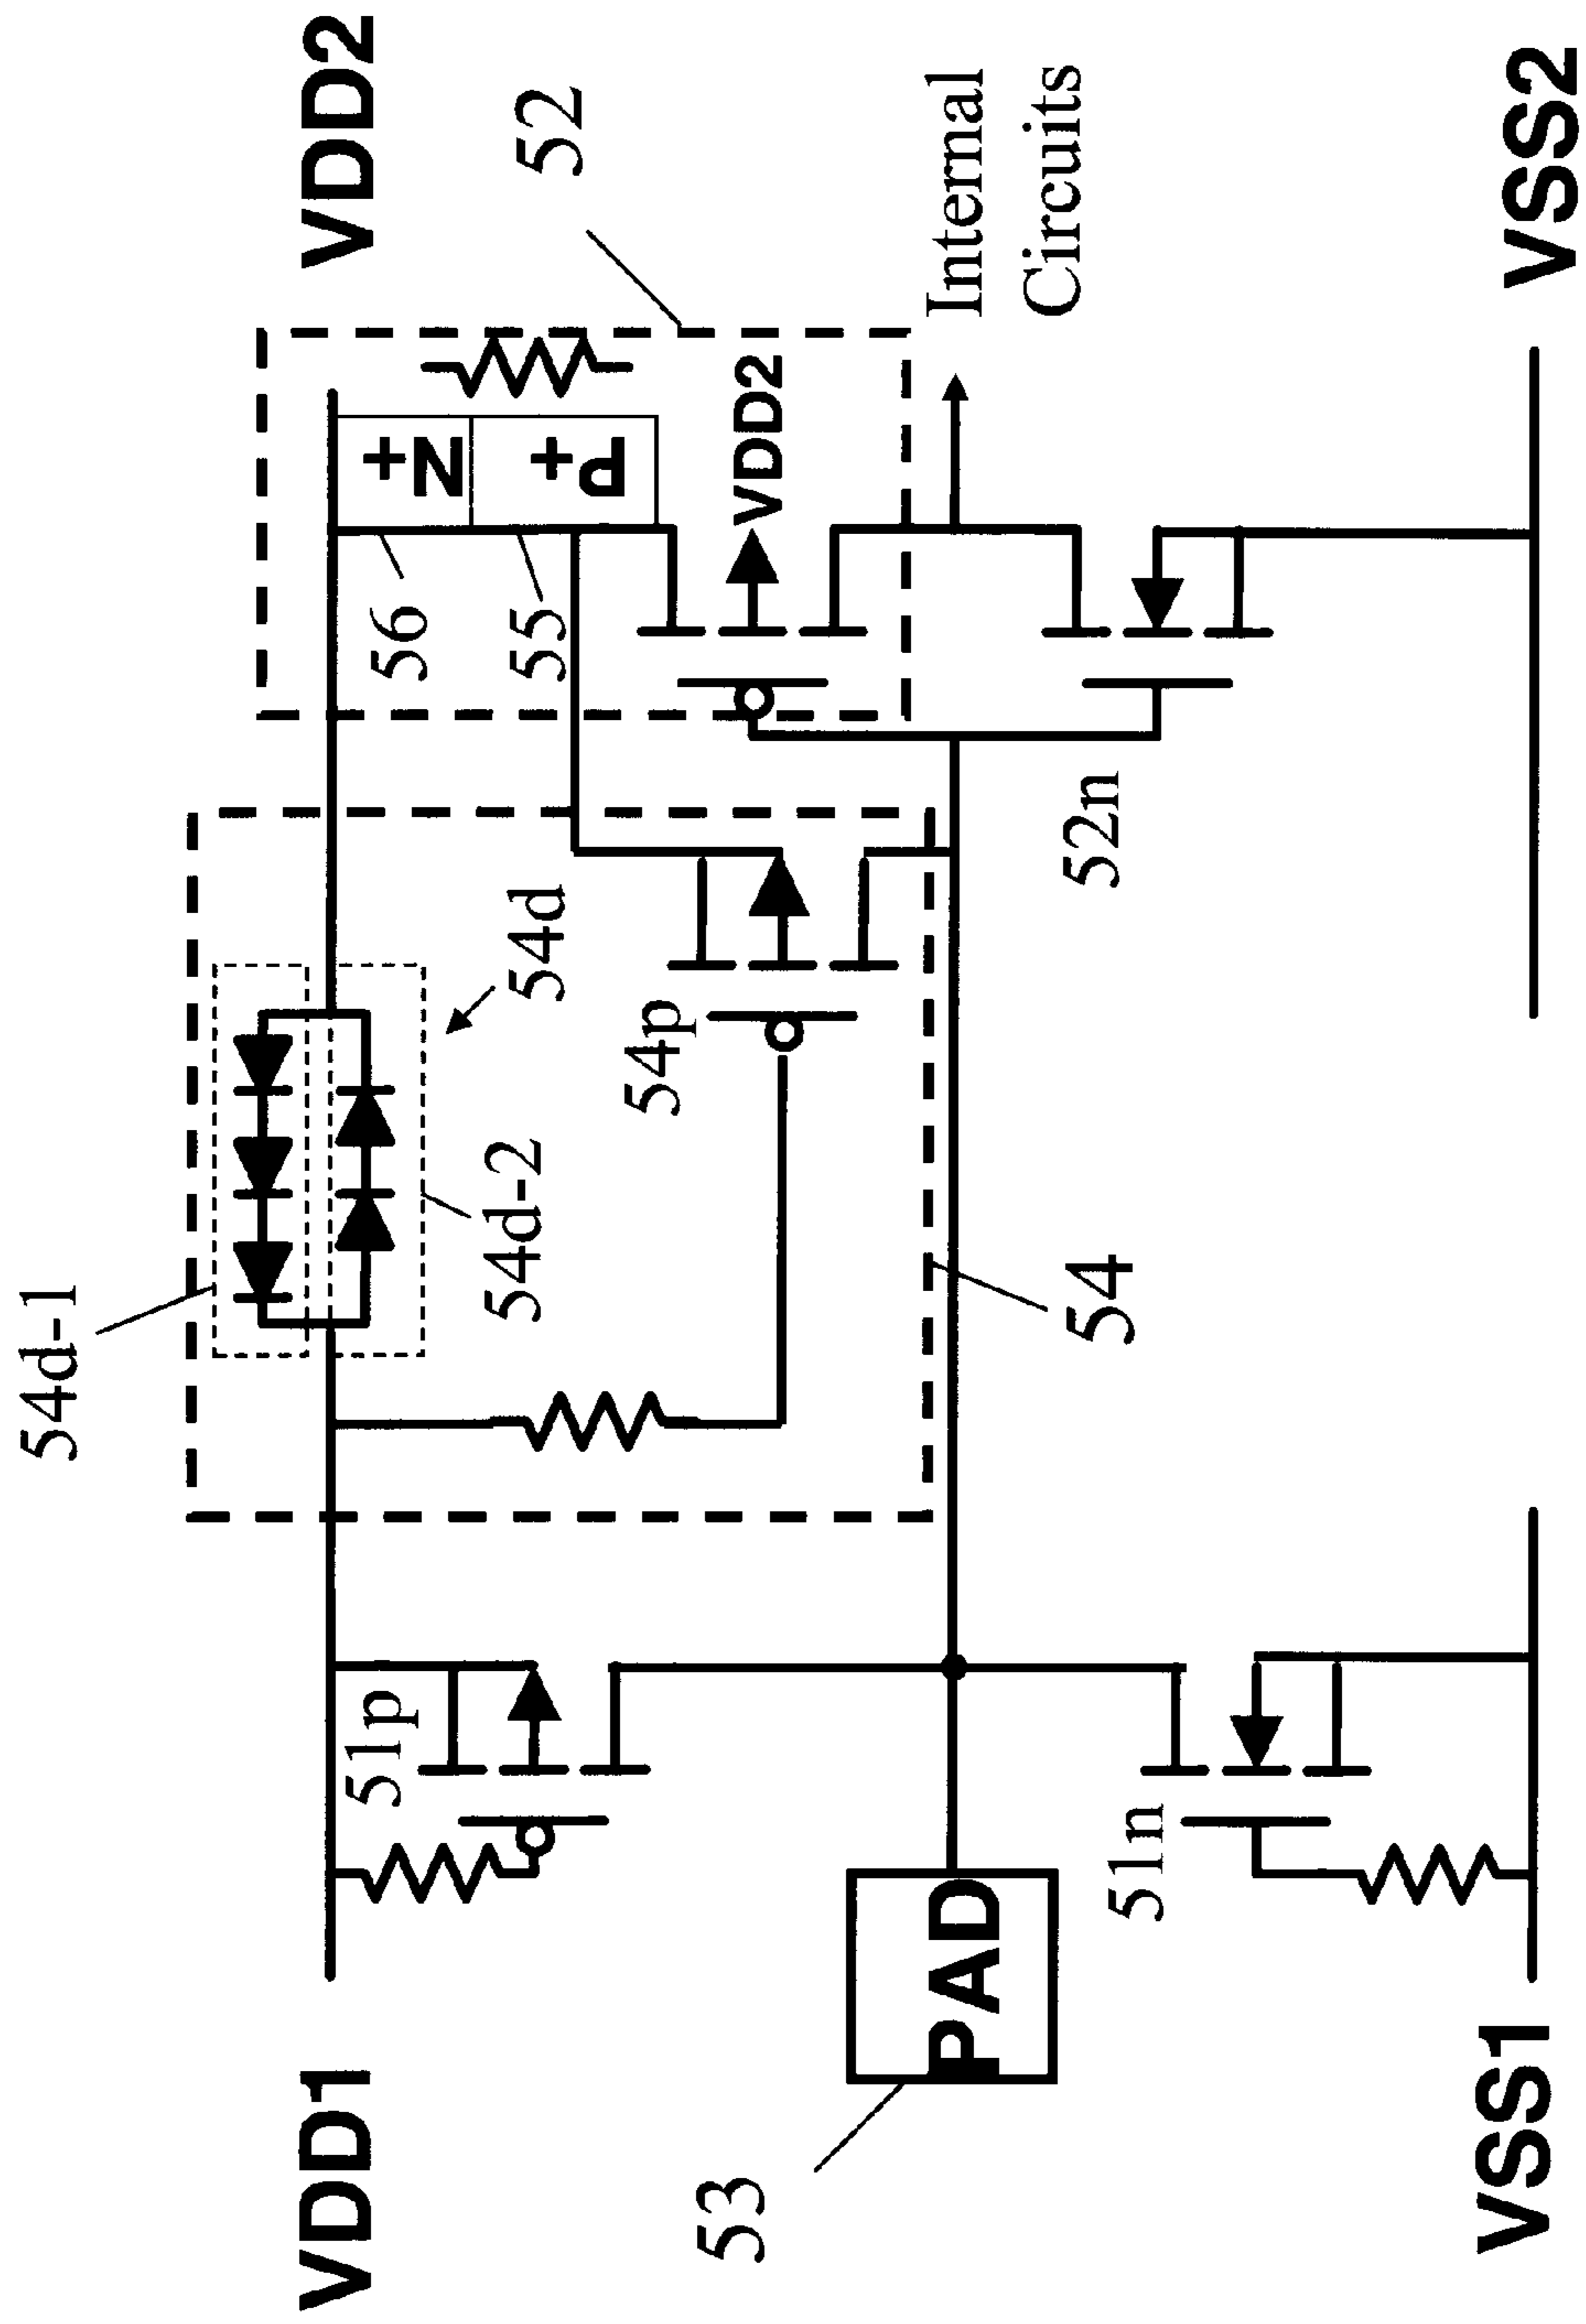 54d-1
VDD1
VDD2
52
51p
54d
56
N+
54d-2
55
P+
54p
VDD2
53
PAD
54
52n
Internal
Circuits
51n
VSS1
VSS2